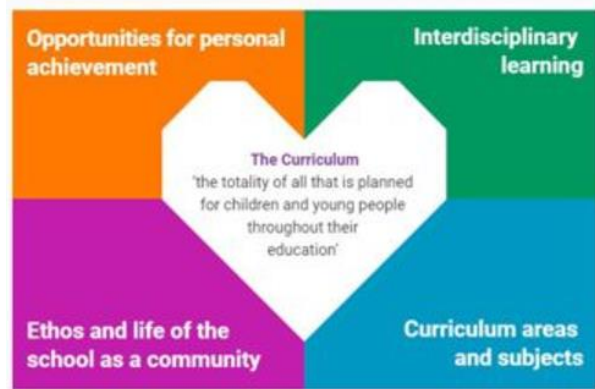 Opportunities for personal
achievement
Interdisciplinary
learning
The Curriculum
'the totality of all that is planned
for children and young people
throughout their
education'
Ethos and life of the
school as a community
Curriculum areas
and subjects